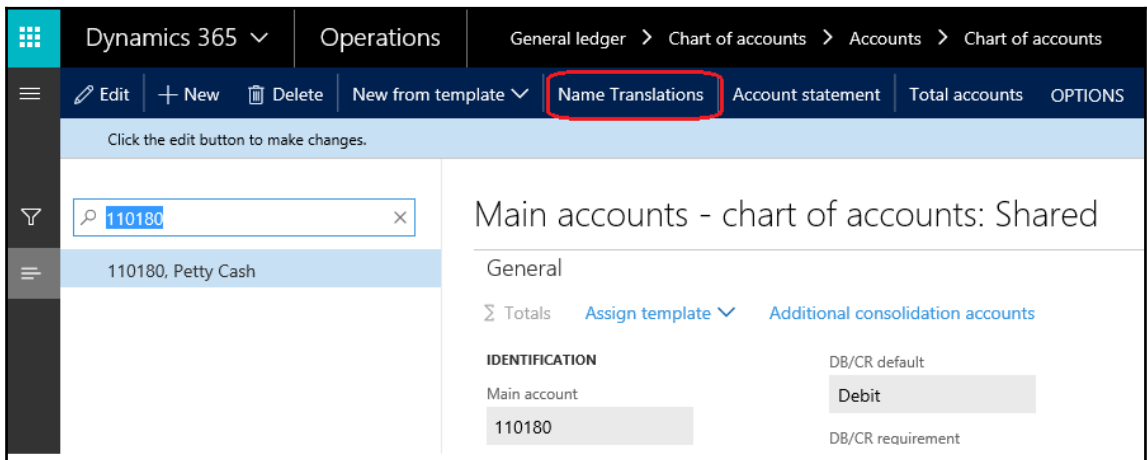 Dynamics 365 Operations General ledger > Chart of accounts > Accounts > Chart of accounts
Edit + New Delete New from template Name Translations Account statement Total accounts OPTIONS
Click the edit button to make changes.
110180
110180, Petty Cash
Main accounts - chart of accounts: Shared
General
Σ Totals Assign template Additional consolidation accounts
IDENTIFICATION
Main account
110180
DB/CR default
Debit
DB/CR requirement